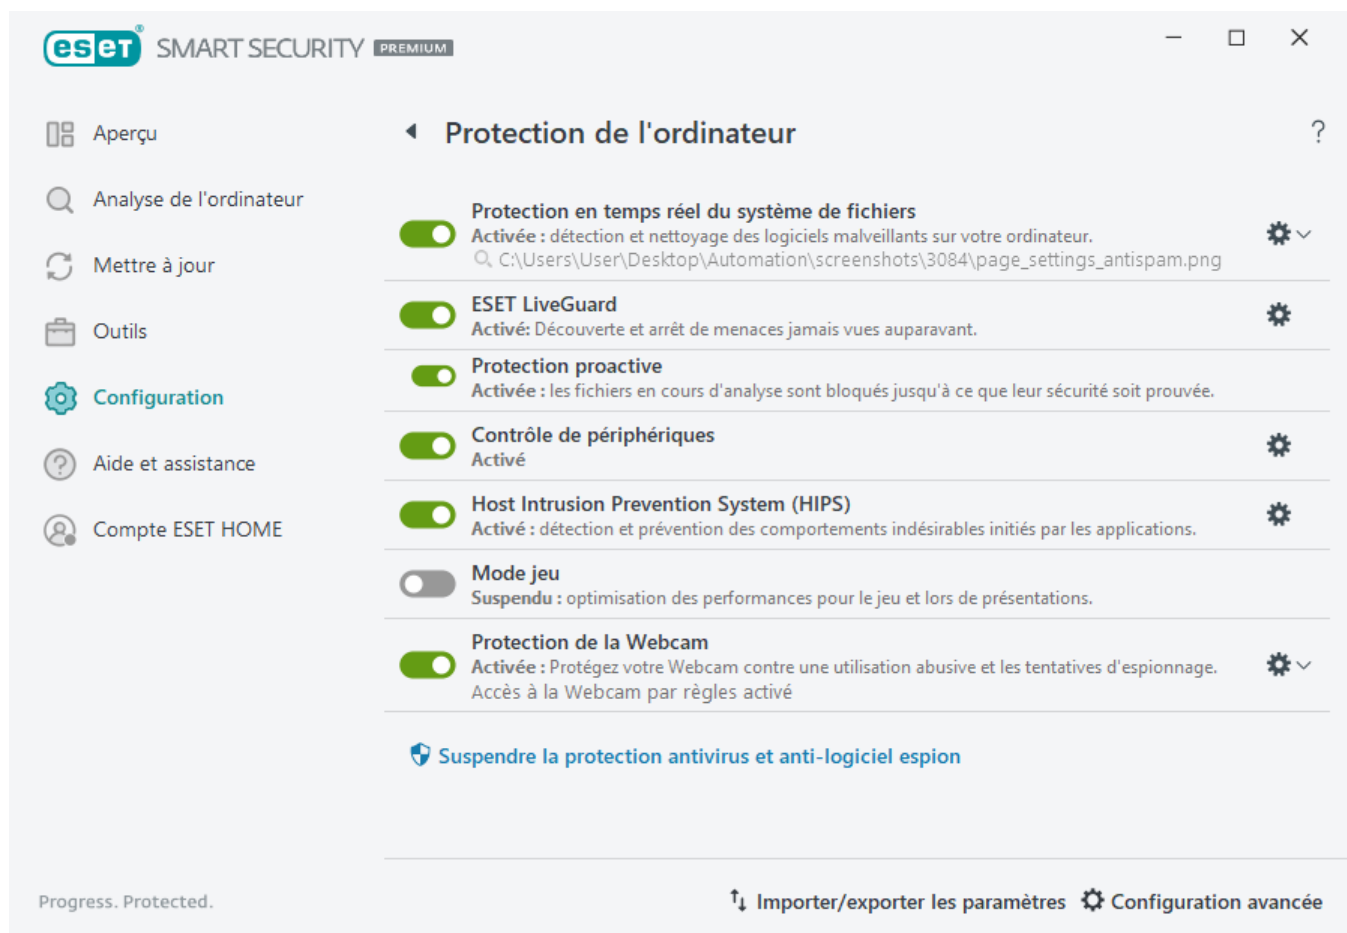 eset® SMART SECURITY PREMIUM
Aperçu
Analyse de l'ordinateur
Mettre à jour
Outils
Configuration
Aide et assistance
Compte ESET HOME
Protection de l'ordinateur
?
Protection en temps réel du système de fichiers
Activée : détection et nettoyage des logiciels malveillants sur votre ordinateur.
C:\Users\User\Desktop\Automation\screenshots\3084\page_settings_antispam.png
ESET LiveGuard
Activé: Découverte et arrêt de menaces jamais vues auparavant.
Protection proactive
Activée : les fichiers en cours d'analyse sont bloqués jusqu'à ce que leur sécurité soit prouvée.
Contrôle de périphériques
Activé
Host Intrusion Prevention System (HIPS)
Activé : détection et prévention des comportements indésirables initiés par les applications.
Mode jeu
Suspendu : optimisation des performances pour le jeu et lors de présentations.
Protection de la Webcam
Activée : Protégez votre Webcam contre une utilisation abusive et les tentatives d'espionnage.
Accès à la Webcam par règles activé
Suspendre la protection antivirus et anti-logiciel espion
Progress. Protected.
Importer/exporter les paramètres Configuration avancée